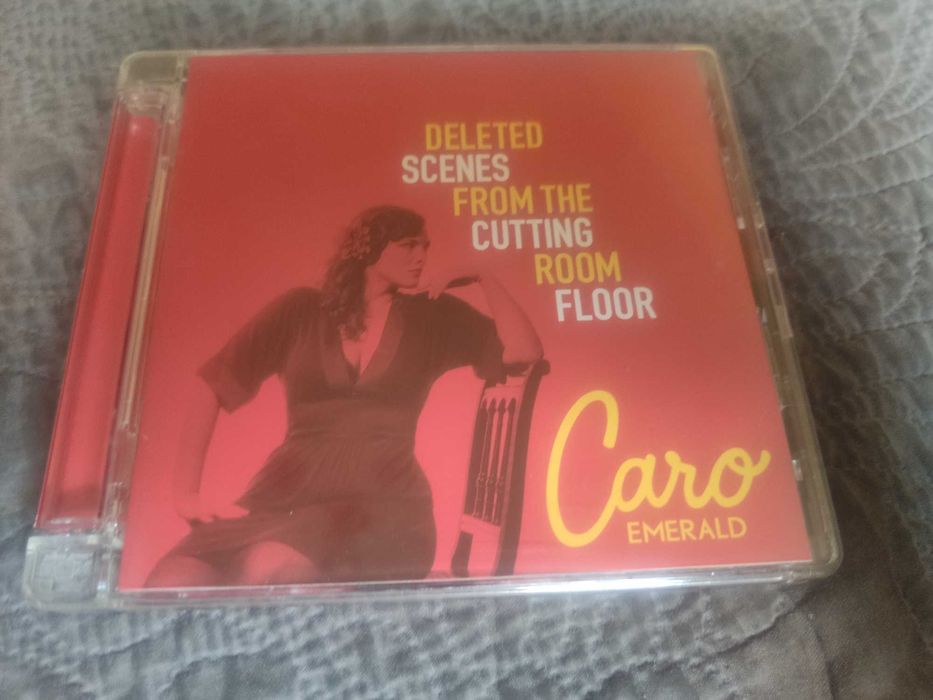 DELETED
SCENES
FROM THE
CUTTING
ROOM
FLOOR
Caro
EMERALD